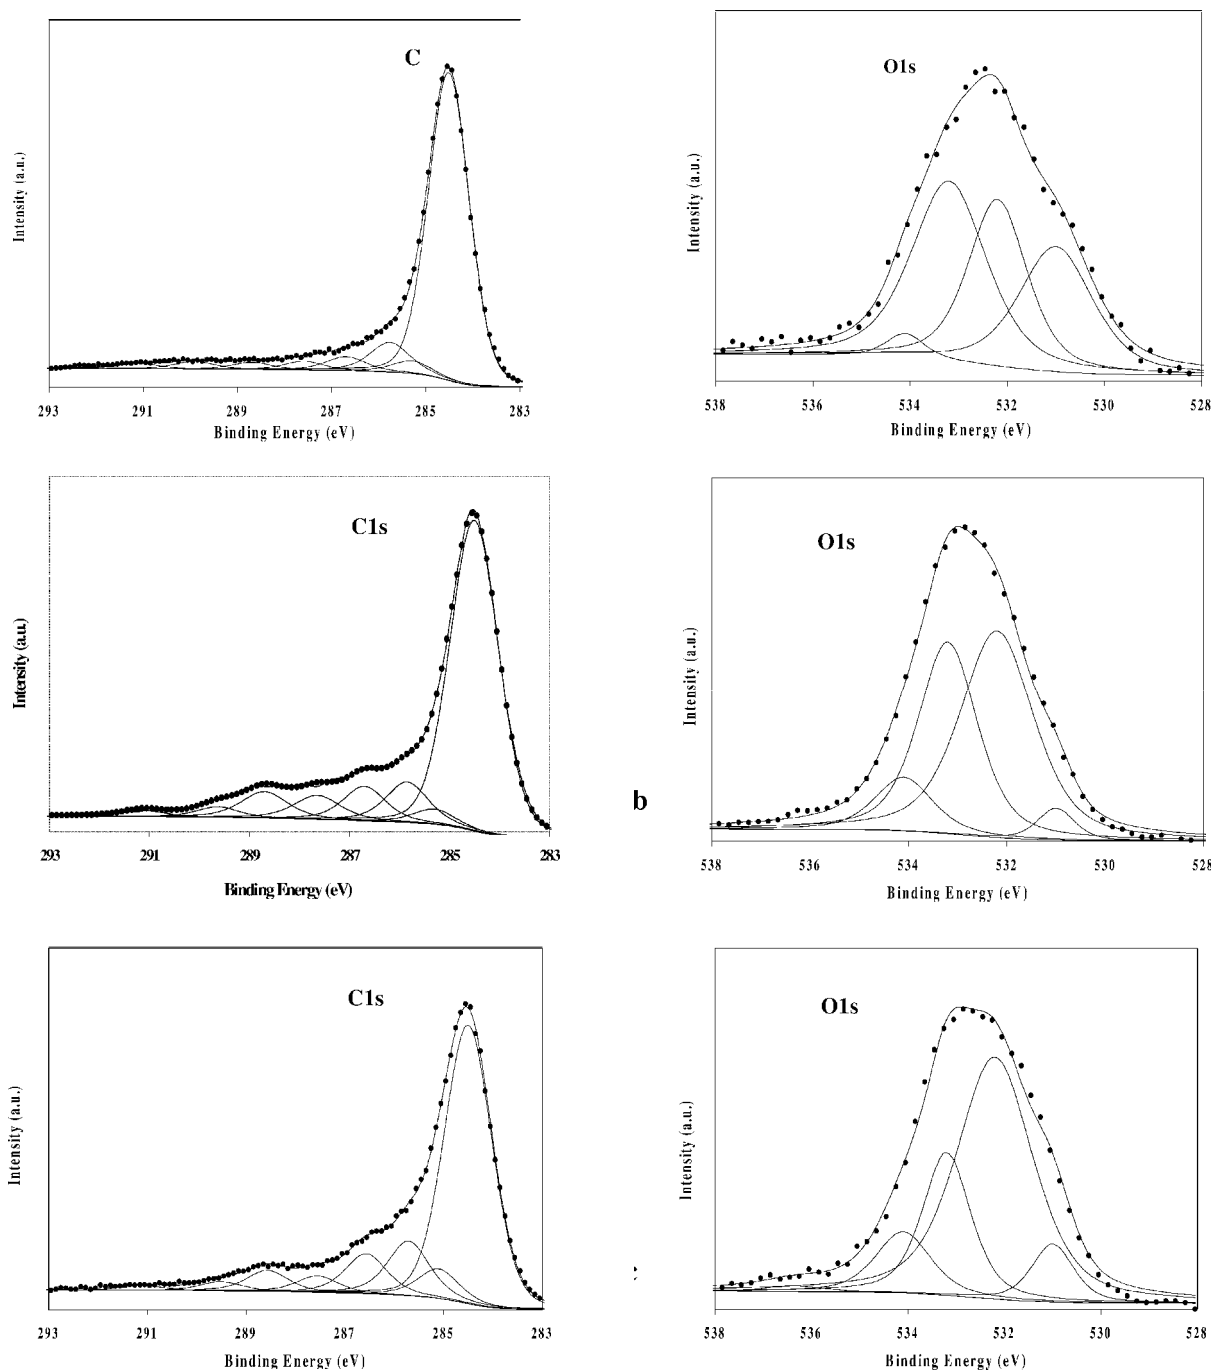 C
Intensity (a.u.)
293 291 289 287 285 283
Binding Energy (eV)
O1s
Intensity (a.u.)
538 536 534 532 531 530 528
Binding Energy (eV)
C1s
Intensity (a.u.)
293 291 289 287 285 283
Binding Energy (eV)
b
O1s
Intensity (a.u.)
538 536 534 532 531 530 528
Binding Energy (eV)
C1s
Intensity (a.u.)
293 291 289 287 285 283
Binding Energy (eV)
O1s
Intensity (a.u.)
538 536 534 532 531 530 528
Binding Energy (eV)